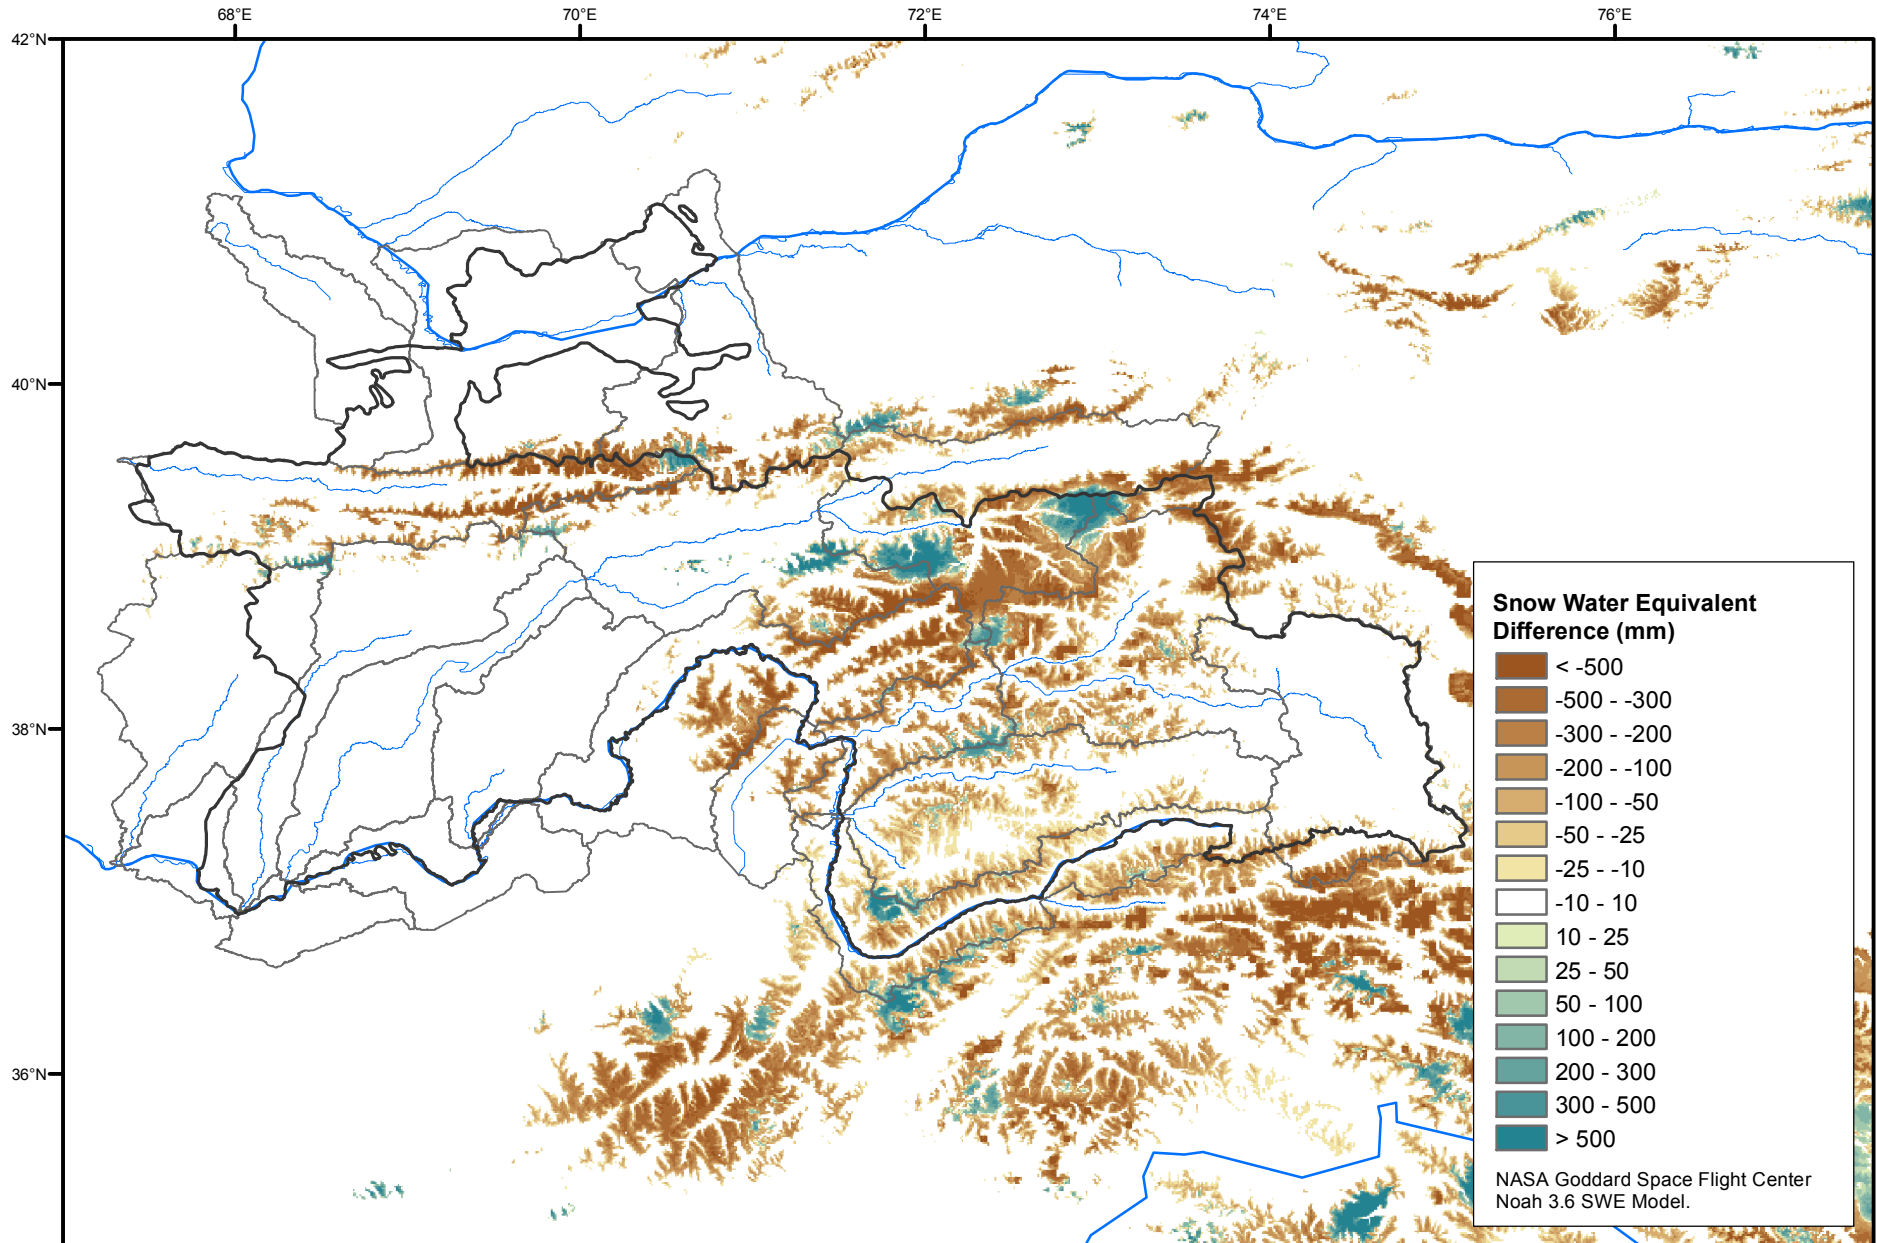 68°E 70°E 72°E 74°E 76°E
42°N
40°N
38°N
36°N
Snow Water Equivalent
Difference (mm)
< -500
-500 - -300
-300 - -200
-200 - -100
-100 - -50
-50 - -25
-25 - -10
-10 - 10
10 - 25
25 - 50
50 - 100
100 - 200
200 - 300
300 - 500
> 500
NASA Goddard Space Flight Center
Noah 3.6 SWE Model.